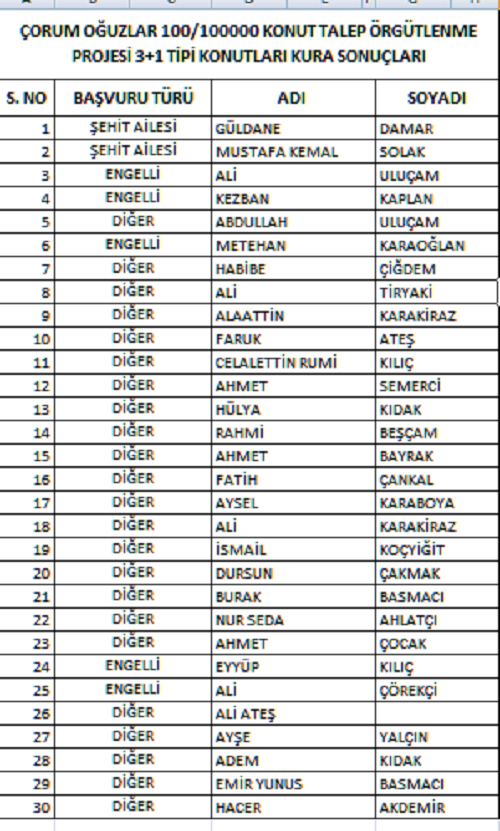 ÇORUM OĞUZLAR 100/100000 KONUT TALEP ÖRGÜTLENME
PROJESİ 3+1 TİPİ KONUTLARI KURA SONUÇLARI
S. NO BAŞVURU TÜRÜ ADI SOYADI
1 ŞEHİT AİLESİ GÜLDANE DAMAR
2 ŞEHİT AİLESİ MUSTAFA KEMAL SOLAK
3 ENGELLİ ALİ ULUÇAM
4 ENGELLİ KEZBAN KAPLAN
5 DİĞER ABDULLAH ULUÇAM
6 ENGELLİ METEHAN KARAOĞLAN
7 DİĞER HABİBE ÇİĞDEM
8 DİĞER ALİ TİRYAKİ
9 DİĞER ALAATTİN KARAKİRAZ
10 DİĞER FARUK ATEŞ
11 DİĞER CELALETTİN RUMİ KILIÇ
12 DİĞER AHMET SEMERCİ
13 DİĞER HÜLYA KIDAK
14 DİĞER RAHMİ BEŞÇAM
15 DİĞER AHMET BAYRAK
16 DİĞER FATİH ÇANKAL
17 DİĞER AYSEL KARABOYA
18 DİĞER ALİ KARAKİRAZ
19 DİĞER İSMAİL KOÇYİĞİT
20 DİĞER DURSUN ÇAKMAK
21 DİĞER BURAK BASMACI
22 DİĞER NUR SEDA AHLATÇI
23 DİĞER AHMET ÇOCAK
24 ENGELLİ EYYÜP KILIÇ
25 ENGELLİ ALİ ÇÖREKÇİ
26 DİĞER ALİ ATEŞ
27 DİĞER AYŞE YALÇIN
28 DİĞER ADEM KIDAK
29 DİĞER EMİR YUNUS BASMACI
30 DİĞER HACER AKDEMİR